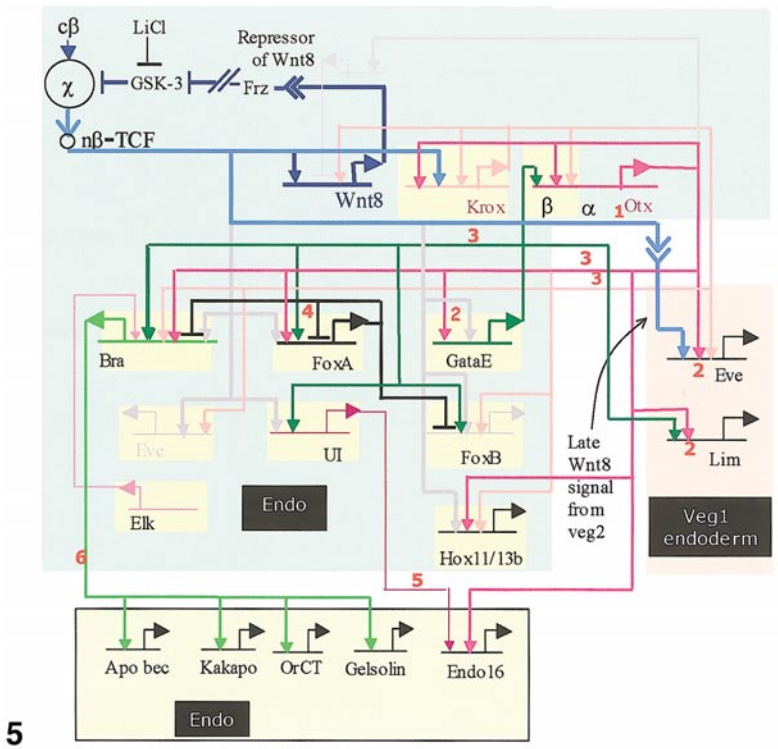 cβ
LiCl
χ
GSK-3
Frz
Repressor
of Wnt8
nβ-TCF
Wnt8
Krox
β
α
1
Otx
3
3
3
4
2
Bra
FoxA
GataE
2
Eve
Eve
UI
FoxB
2
Lim
Late
Wnt8
signal
from
veg2
Elk
Endo
Hox11/13b
Veg1
endoderm
6
5
Apo bec
Kakapo
OrCT
Gelsolin
Endo16
Endo
5